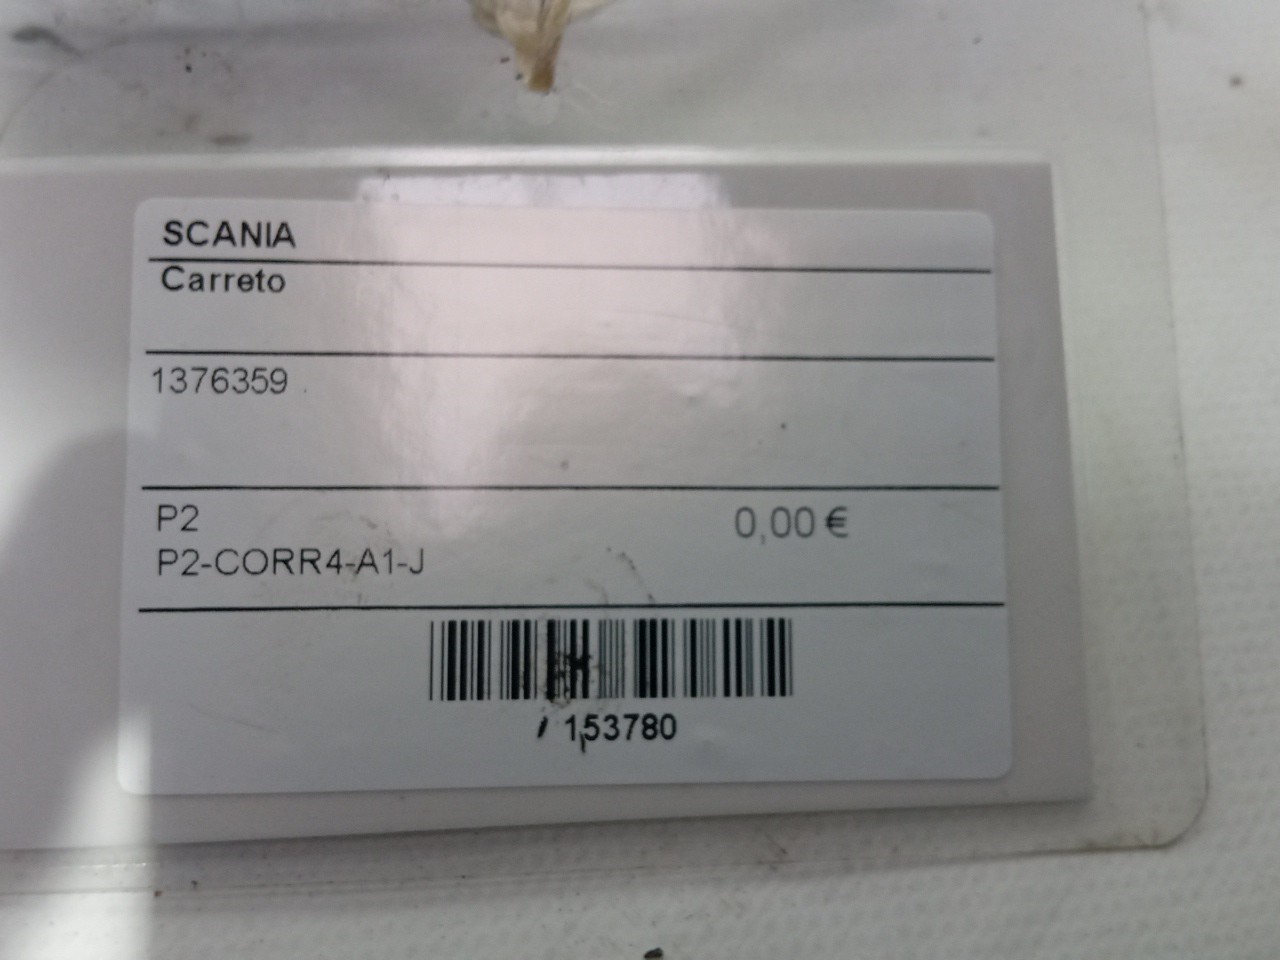 SCANIA
Carreto
1376359
P2
0,00 €
P2-CORR4-A1-J
153780